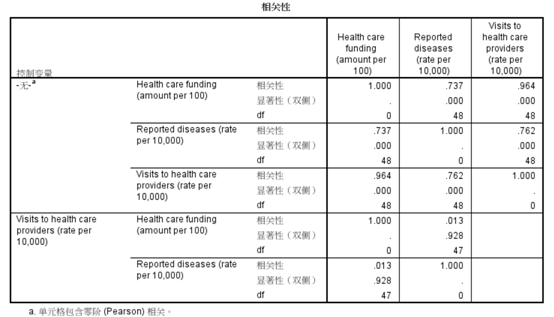 相关性
控制变量 Health care funding (amount per 100) Reported diseases (rate per 10,000) Visits to health care providers (rate per 10,000)
-无-a Health care funding (amount per 100) 相关性 1.000 .737 .964
显著性（双侧） . .000 .000
df 0 48 48
Reported diseases (rate per 10,000) 相关性 .737 1.000 .762
显著性（双侧） .000 . .000
df 48 0 48
Visits to health care providers (rate per 10,000) 相关性 .964 .762 1.000
显著性（双侧） .000 .000 .
df 48 48 0
Visits to health care providers (rate per 10,000) Health care funding (amount per 100) 相关性 1.000 .013
显著性（双侧） . .928
df 0 47
Reported diseases (rate per 10,000) 相关性 .013 1.000
显著性（双侧） .928 .
df 47 0
a. 单元格包含零阶 (Pearson) 相关。